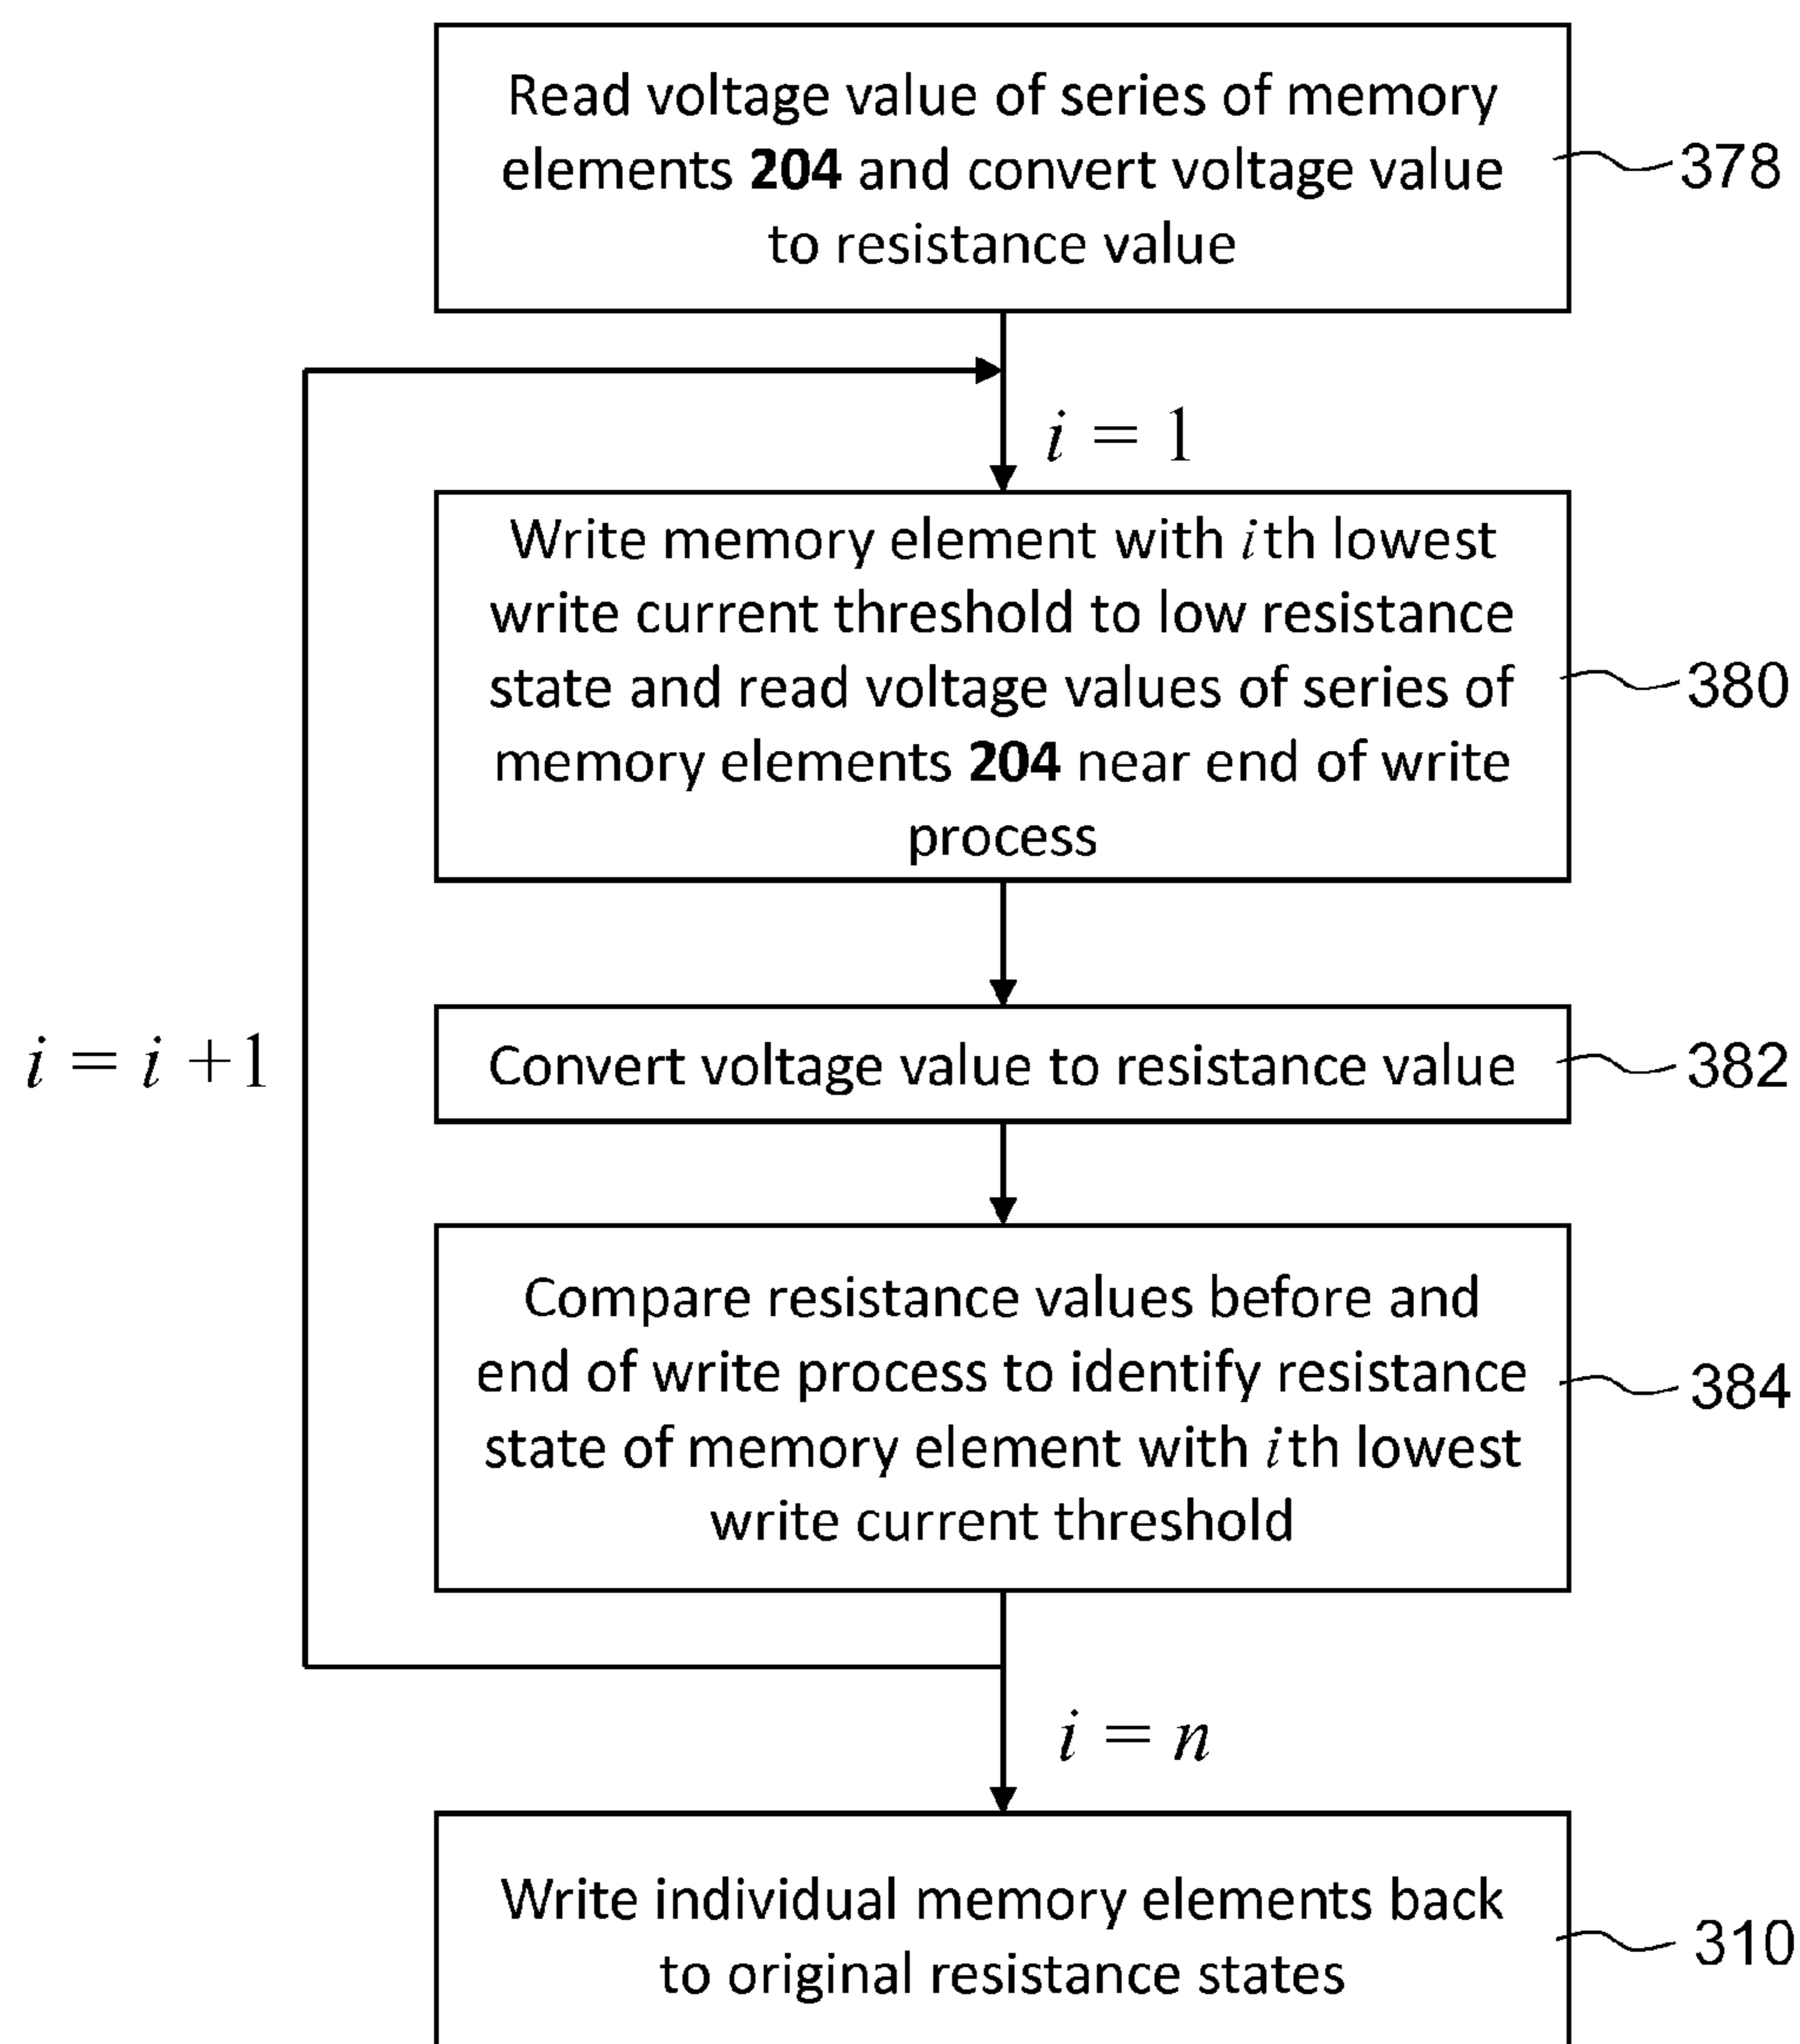 Read voltage value of series of memory
elements 204 and convert voltage value
to resistance value
378
i = 1
Write memory element with ith lowest
write current threshold to low resistance
state and read voltage values of series of
memory elements 204 near end of write
process
380
i = i +1
Convert voltage value to resistance value
382
Compare resistance values before and
end of write process to identify resistance
state of memory element with ith lowest
write current threshold
384
i = n
Write individual memory elements back
to original resistance states
310